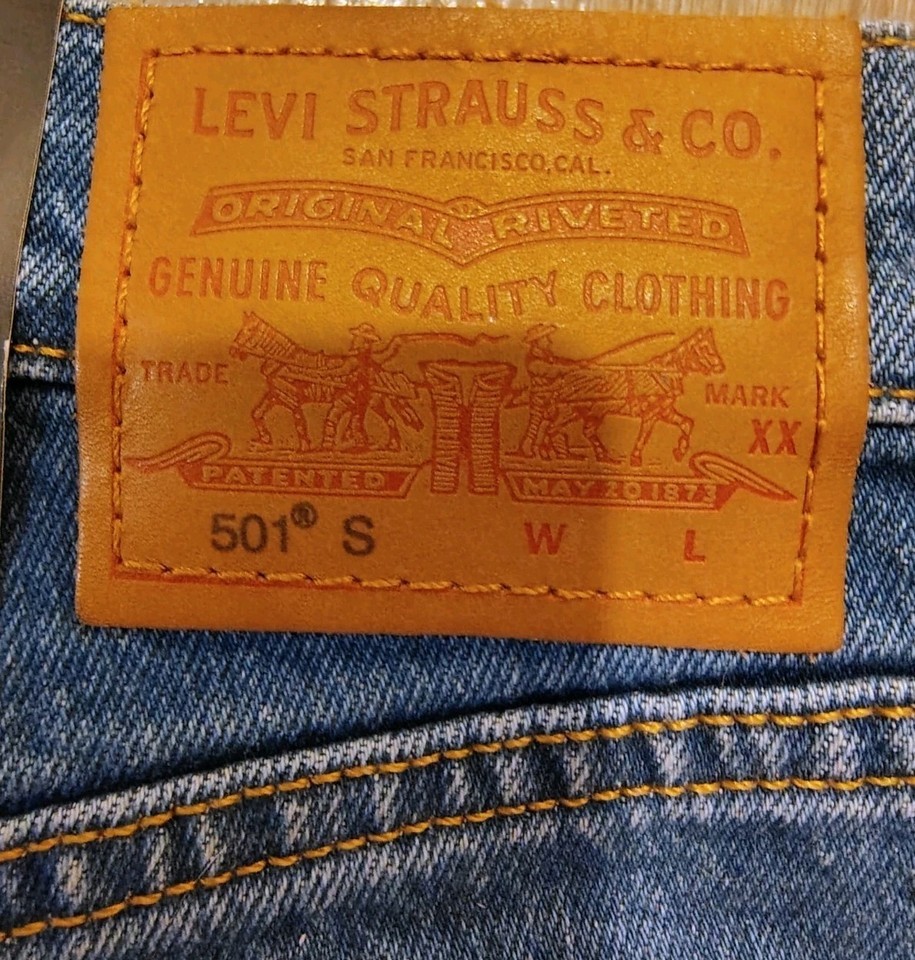 LEVI STRAUSS & CO.
SAN FRANCISCO, CAL.
ORIGINAL RIVETED
GENUINE QUALITY CLOTHING
TRADE MARK
XX
PATENTED MAY 20 1873
501® S W L